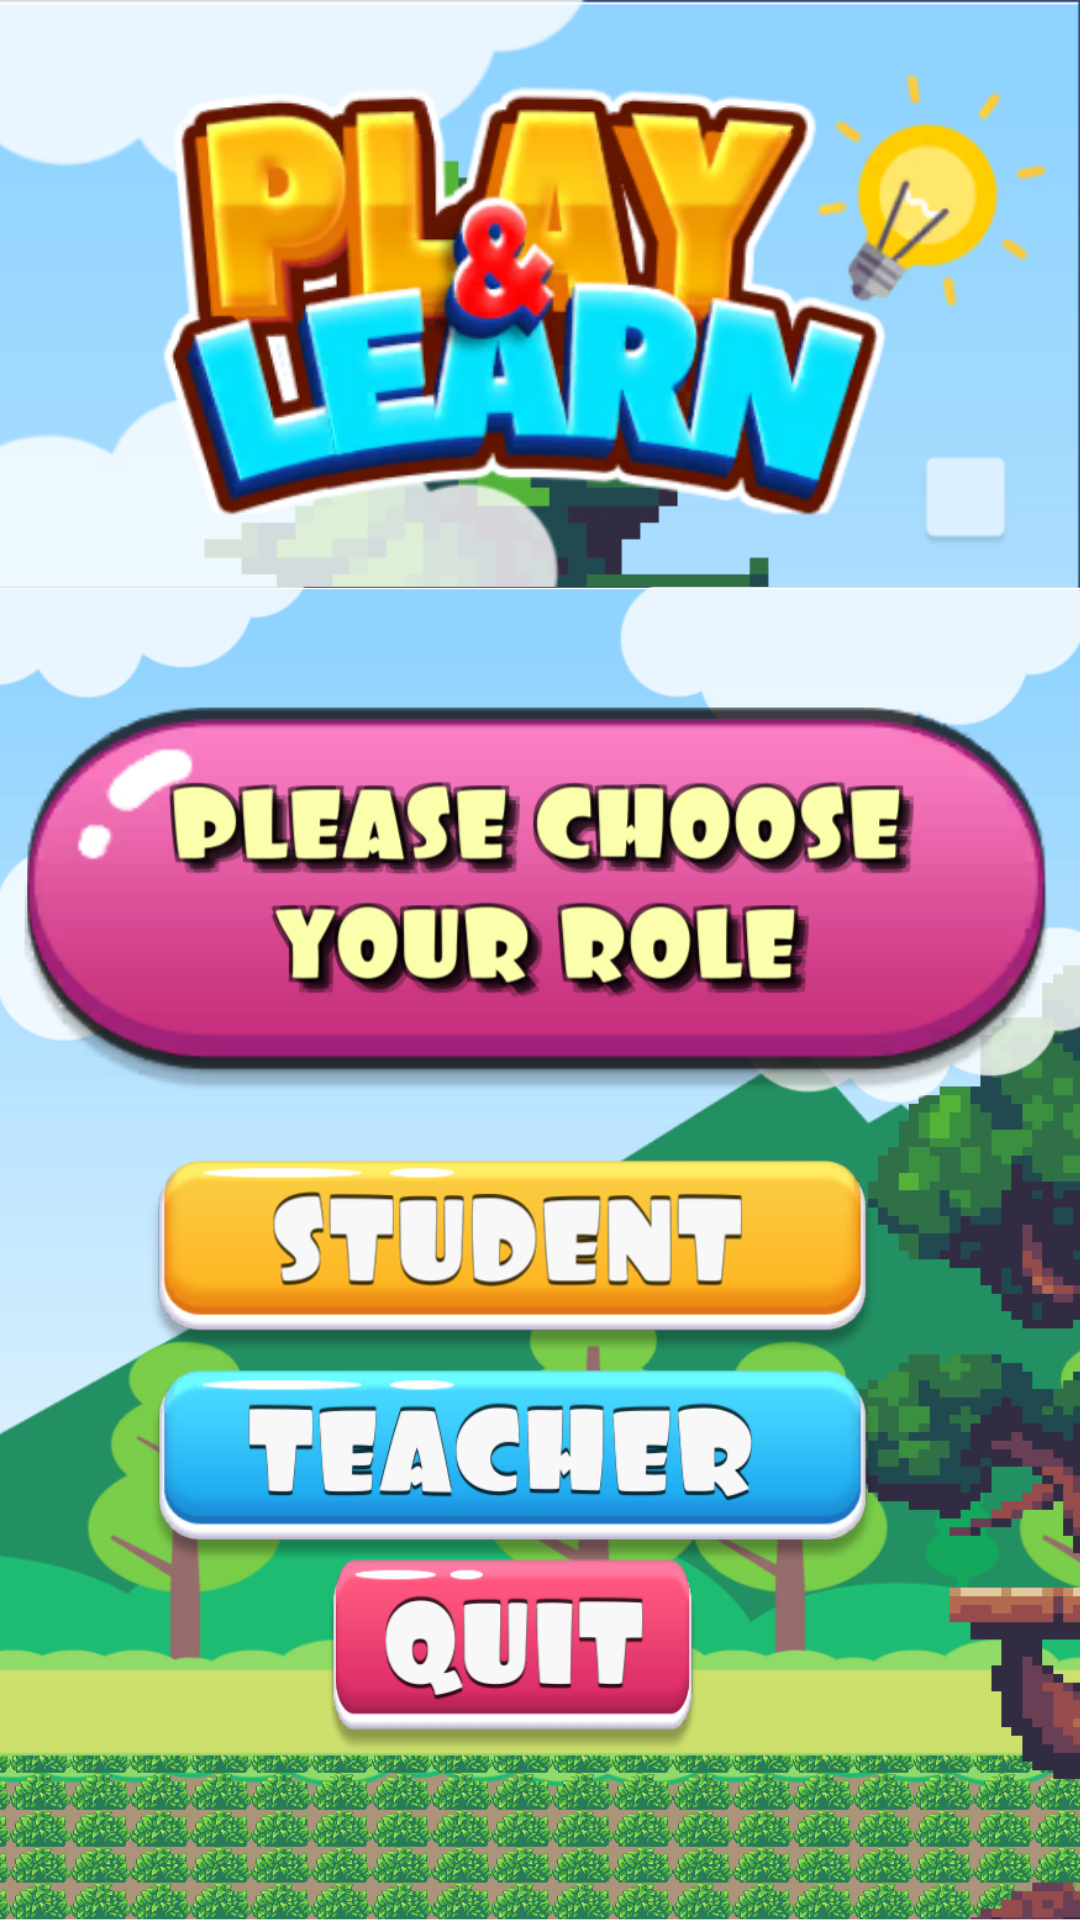 PLAY
&
LEARN
PLEASE CHOOSE
YOUR ROLE
STUDENT
TEACHER
QUIT